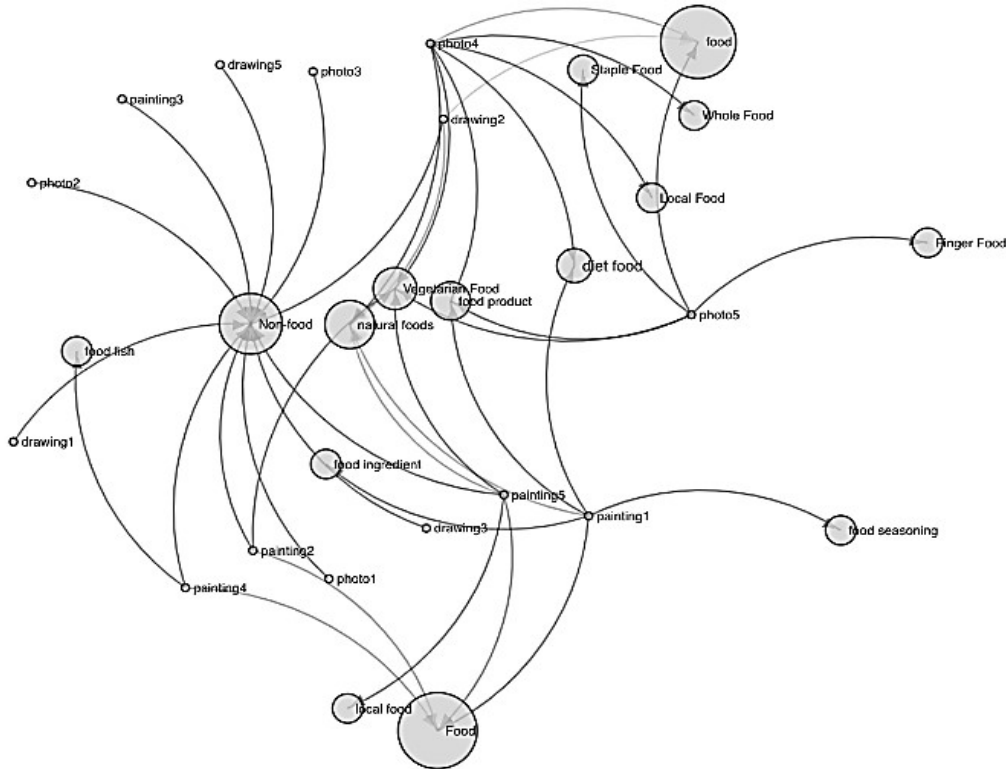 photo4
food
drawing5
photo3
Staple Food
painting3
Whole Food
drawing2
photo2
Local Food
Finger Food
diet food
Vegetarian Food
food product
photo5
Non-food
natural foods
food fish
drawing1
food ingredient
painting5
painting1
drawing3
food seasoning
painting2
photo1
painting4
local food
Food